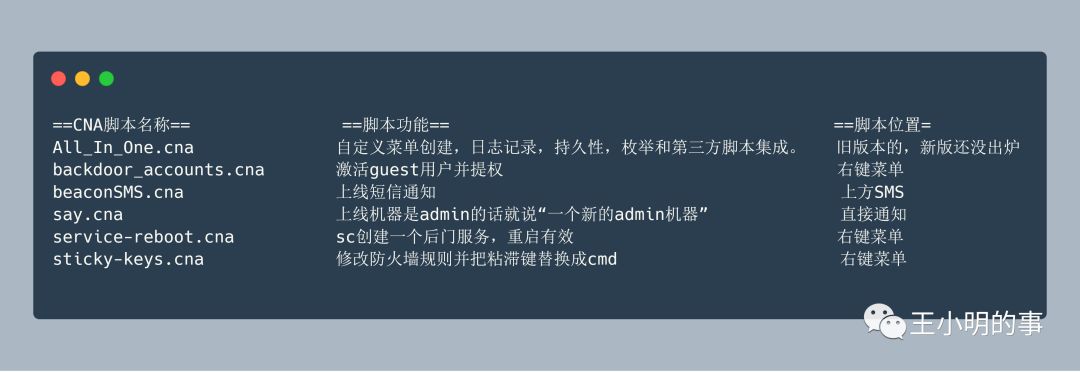 ==CNA脚本名称== ==脚本功能== ==脚本位置=
All_In_One.cna 自定义菜单创建，日志记录，持久性，枚举和第三方脚本集成。 旧版本的，新版还没出炉
backdoor_accounts.cna 激活guest用户并提权 右键菜单
beaconSMS.cna 上线短信通知 上方SMS
say.cna 上线机器是admin的话就说“一个新的admin机器” 直接通知
service-reboot.cna sc创建一个后门服务，重启有效 右键菜单
sticky-keys.cna 修改防火墙规则并把粘滞键替换成cmd 右键菜单
王小明的事